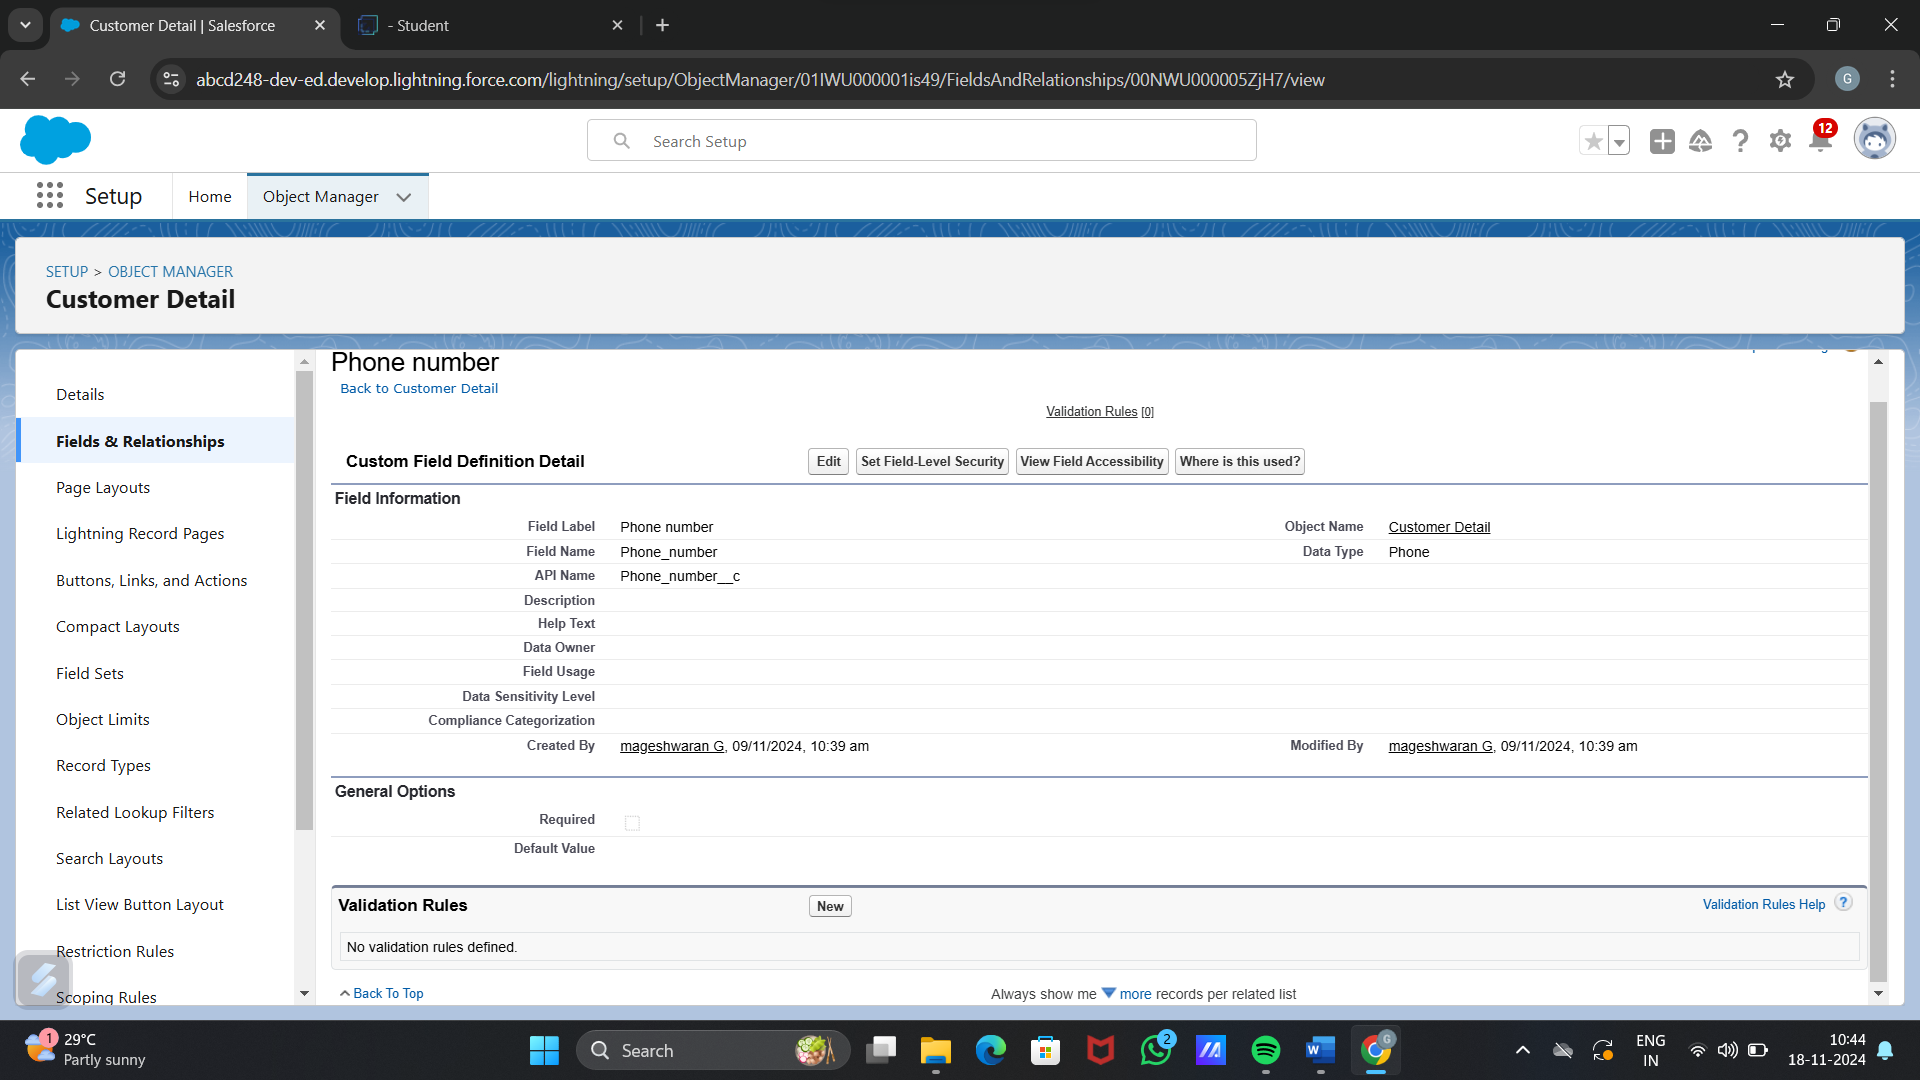 Customer Detail | Salesforce
- Student
abcd248-dev-ed.develop.lightning.force.com/lightning/setup/ObjectManager/01IWU000001is49/FieldsAndRelationships/00NWU000005ZjH7/view
G
Search Setup
12
Setup
Home
Object Manager
SETUP > OBJECT MANAGER
Customer Detail
Details
Fields & Relationships
Page Layouts
Lightning Record Pages
Buttons, Links, and Actions
Compact Layouts
Field Sets
Object Limits
Record Types
Related Lookup Filters
Search Layouts
List View Button Layout
Restriction Rules
Scoping Rules
Phone number
Back to Customer Detail
Validation Rules [0]
Custom Field Definition Detail
Edit
Set Field-Level Security
View Field Accessibility
Where is this used?
Field Information
Field Label Phone number Object Name Customer Detail
Field Name Phone_number Data Type Phone
API Name Phone_number__c
Description
Help Text
Data Owner
Field Usage
Data Sensitivity Level
Compliance Categorization
Created By mageshwaran G, 09/11/2024, 10:39 am Modified By mageshwaran G, 09/11/2024, 10:39 am
General Options
Required
Default Value
Validation Rules New Validation Rules Help ?
No validation rules defined.
Back To Top Always show me more records per related list
1
29°C
Partly sunny
Search
2
W
G
ENG
IN
10:44
18-11-2024